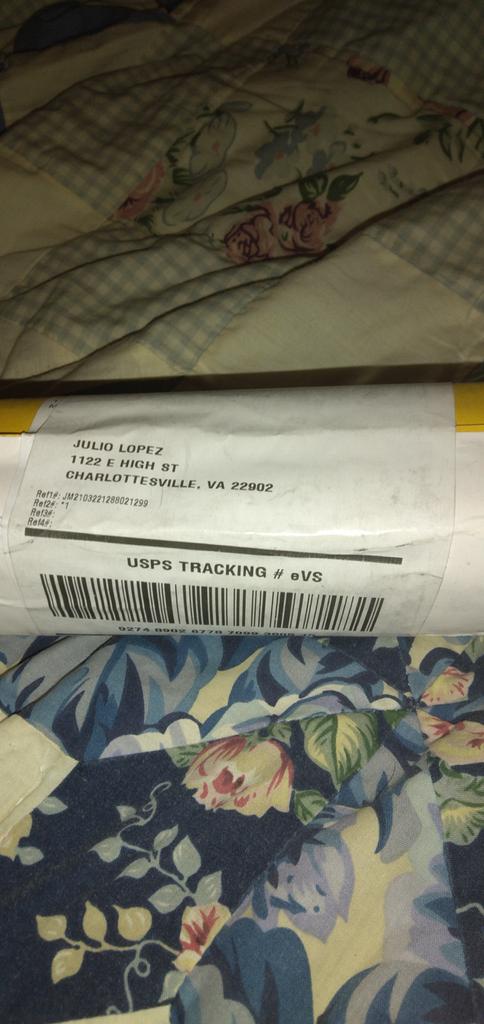 JULIO LOPEZ
1122 E HIGH ST
CHARLOTTESVILLE, VA 22902
Ref1#: JM2103221288021299
Ref2#: *1
Ref3#:
Ref4#:
USPS TRACKING # eVS